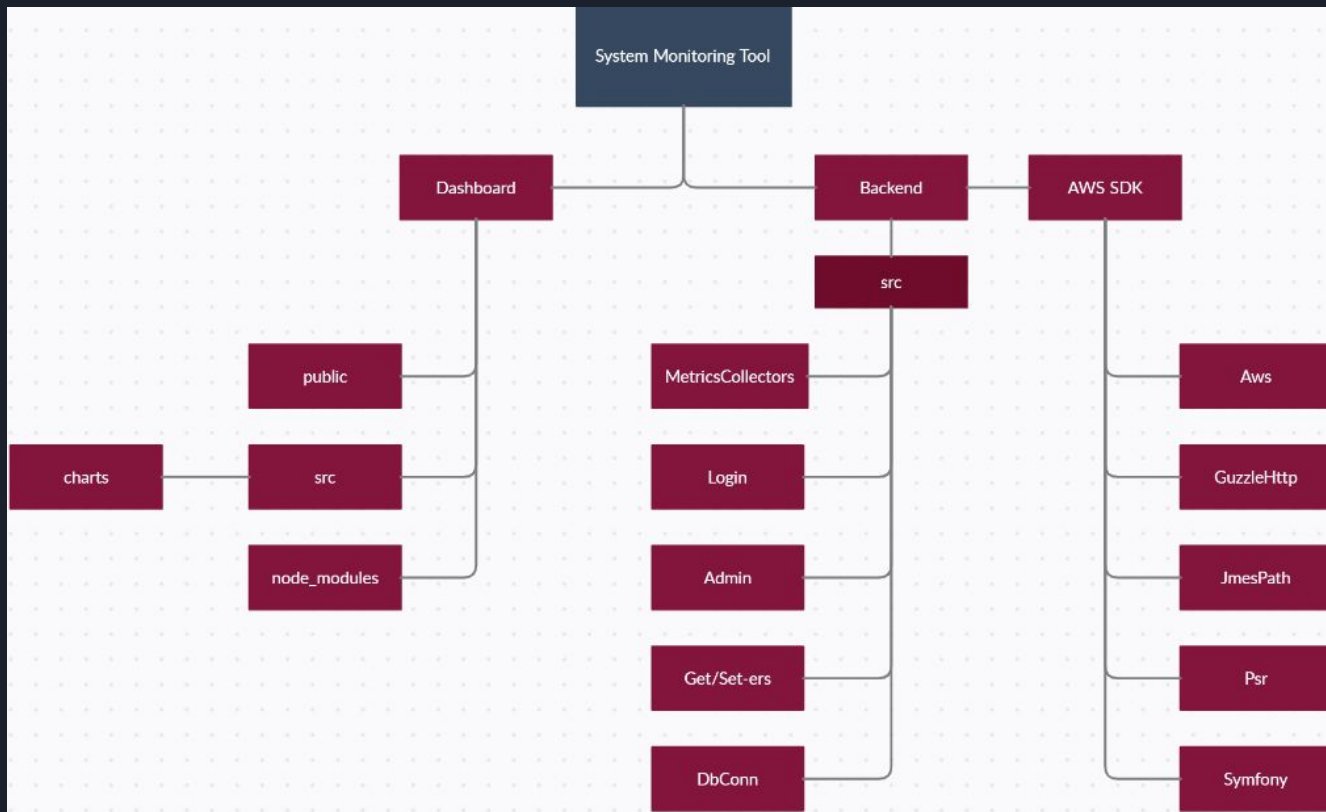 System Monitoring Tool
Dashboard
Backend
AWS SDK
src
public
MetricsCollectors
Aws
charts
src
Login
GuzzleHttp
node_modules
Admin
JmesPath
Get/Set-ers
Psr
DbConn
Symfony